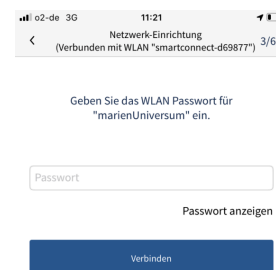 o2-de 3G 11:21
Netzwerk-Einrichtung
(Verbunden mit WLAN "smartconnect-d69877") 3/6
Geben Sie das WLAN Passwort für
"marienUniversum" ein.
Passwort
Passwort anzeigen
Verbinden